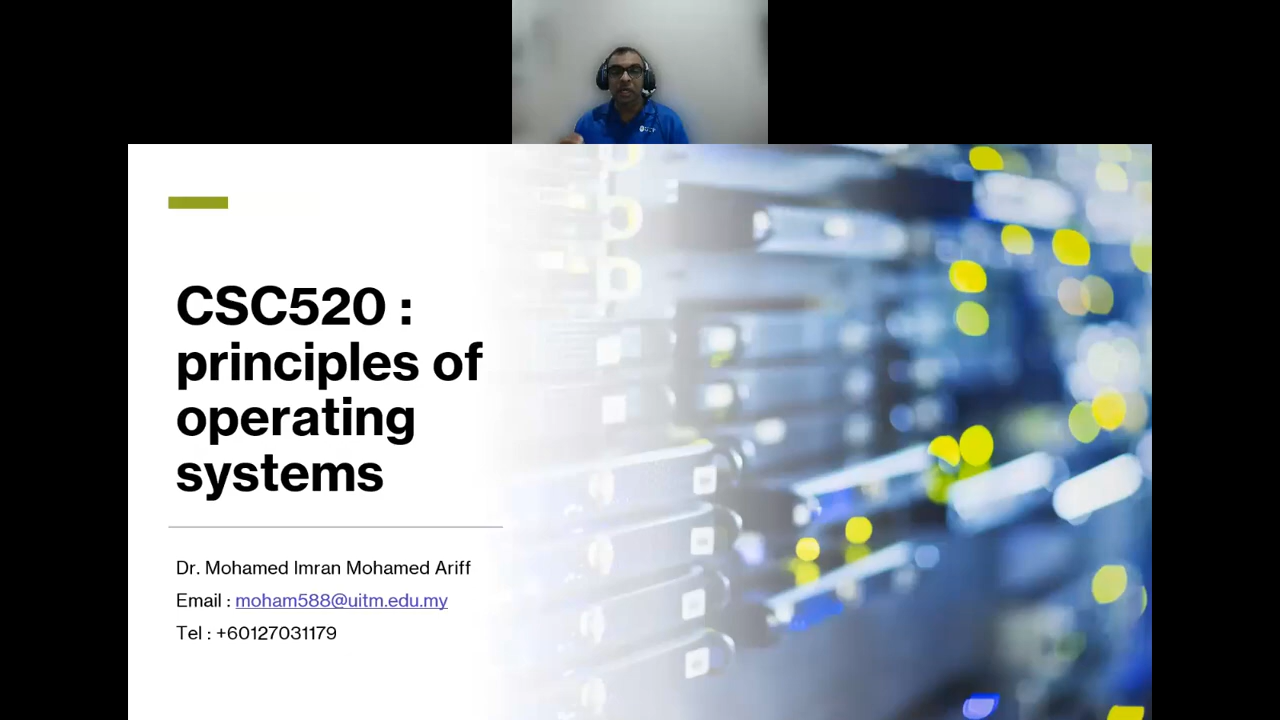 CSC520 :
principles of
operating
systems
Dr. Mohamed Imran Mohamed Ariff
Email : moham588@uitm.edu.my
Tel : +60127031179